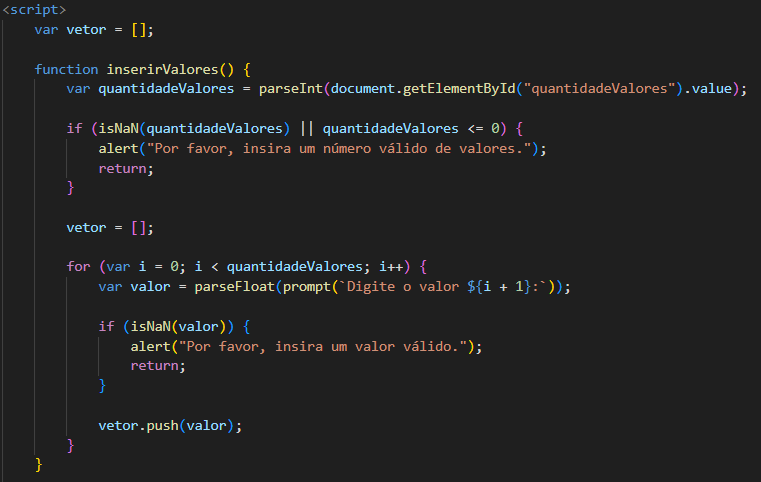 <script>
var vetor = [];
function inserirValores() {
var quantidadeValores = parseInt(document.getElementById("quantidadeValores").value);
if (isNaN(quantidadeValores) || quantidadeValores <= 0) {
alert("Por favor, insira um número válido de valores.");
return;
}
vetor = [];
for (var i = 0; i < quantidadeValores; i++) {
var valor = parseFloat(prompt(`Digite o valor ${i + 1}:`));
if (isNaN(valor)) {
alert("Por favor, insira um valor válido.");
return;
}
vetor.push(valor);
}
}